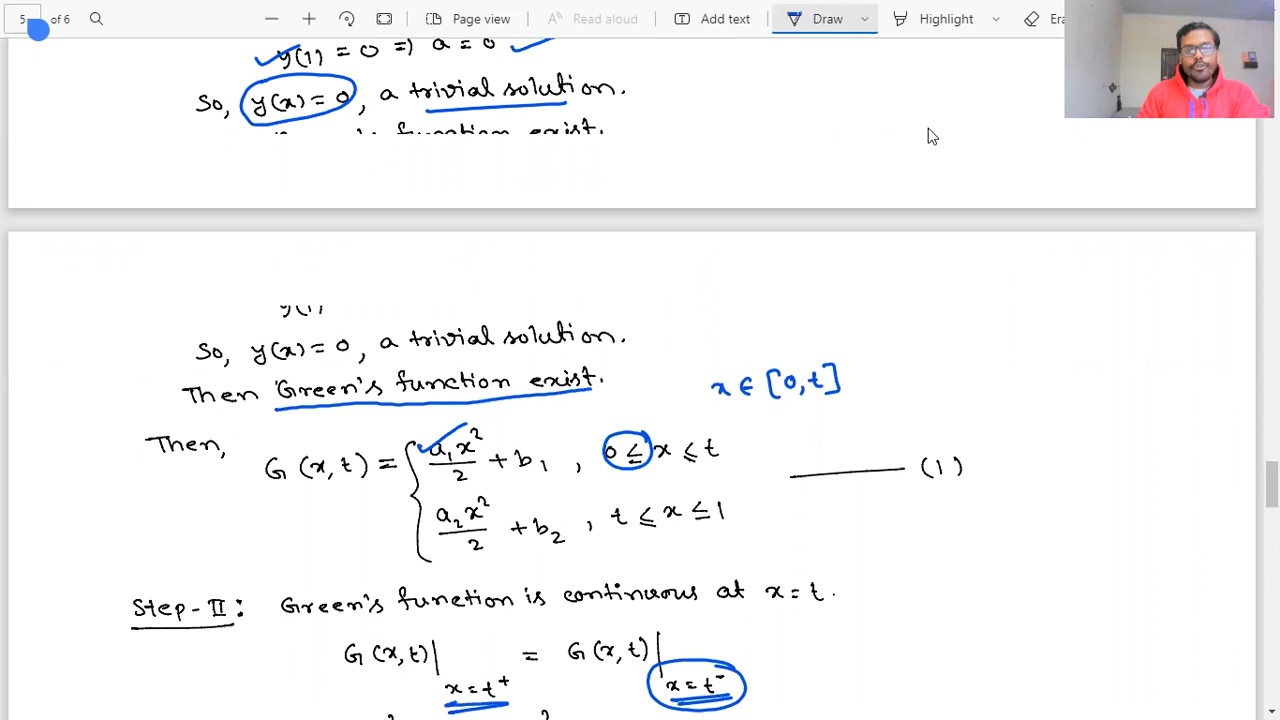 5 of 6 Page view Read aloud Add text Draw Highlight
y(1) = 0 => a = 0
So, y(x) = 0, a trivial solution.
So, y(x) = 0, a trivial solution.
Then Green's function exist.
x ∈ [0, t]
Then,
G(x, t) = { a₁x²/2 + b₁ , 0 ≤ x ≤ t
a₂x²/2 + b₂ , t ≤ x ≤ 1
——— (1)
Step-II: Green's function is continuous at x = t.
G(x, t)| x = t⁺ = G(x, t)| x = t⁻